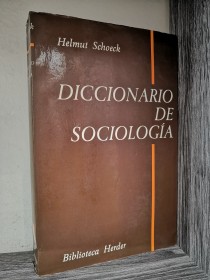 Helmut Schoeck
DICCIONARIO
DE
SOCIOLOGÍA
Biblioteca Herder